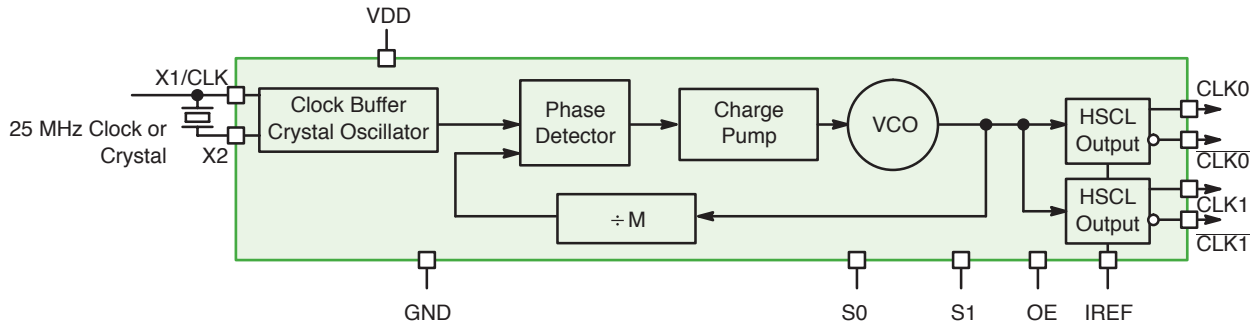 VDD
X1/CLK
25 MHz Clock or
Crystal
X2
Clock Buffer
Crystal Oscillator
Phase
Detector
Charge
Pump
VCO
÷ M
HSCL
Output
HSCL
Output
CLK0
CLK0
CLK1
CLK1
GND
S0
S1
OE
IREF